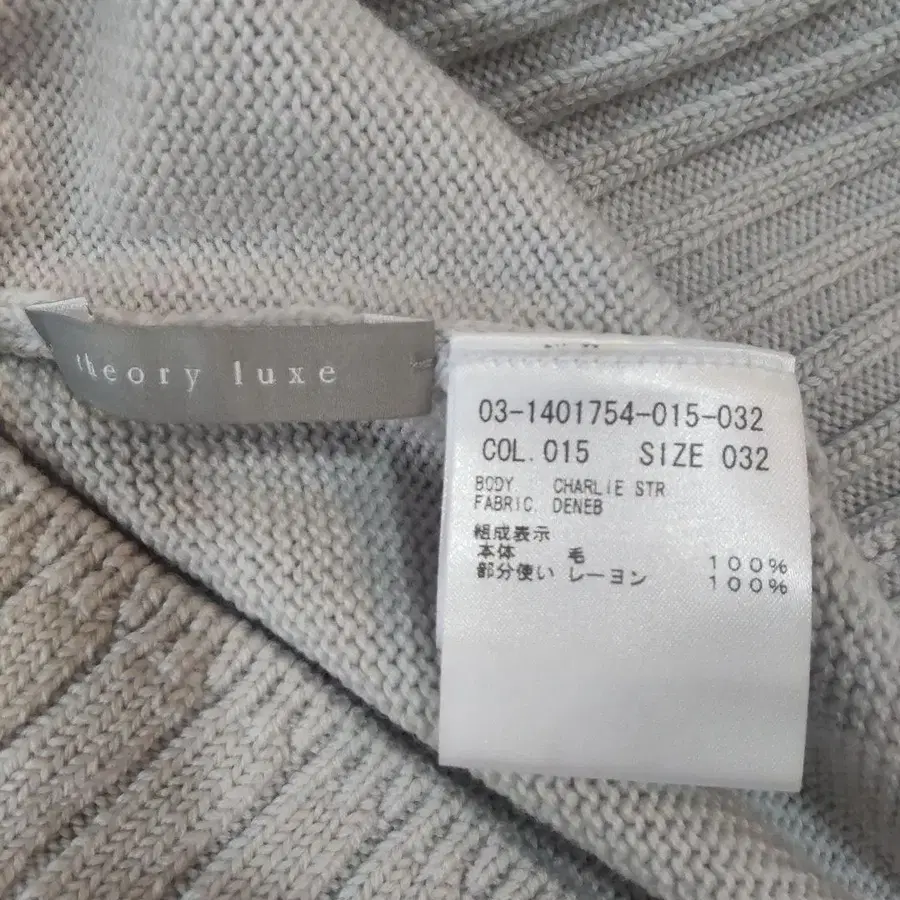 theory luxe
03-1401754-015-032
COL.015 SIZE 032
BODY CHARLIE STR
FABRIC DENEB
組成表示
本体 毛 100%
部分使い レーヨン 100%